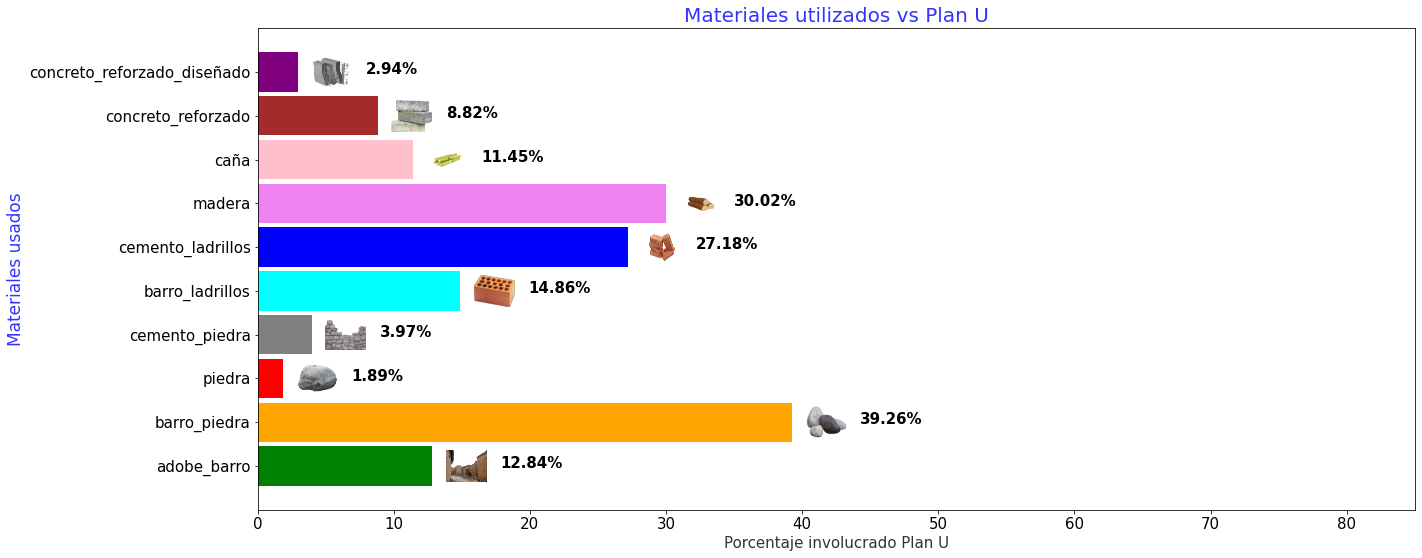 Materiales utilizados vs Plan U
Materiales usados
concreto_reforzado_diseñado 2.94%
concreto_reforzado 8.82%
caña 11.45%
madera 30.02%
cemento_ladrillos 27.18%
barro_ladrillos 14.86%
cemento_piedra 3.97%
piedra 1.89%
barro_piedra 39.26%
adobe_barro 12.84%
0 10 20 30 40 50 60 70 80
Porcentaje involucrado Plan U